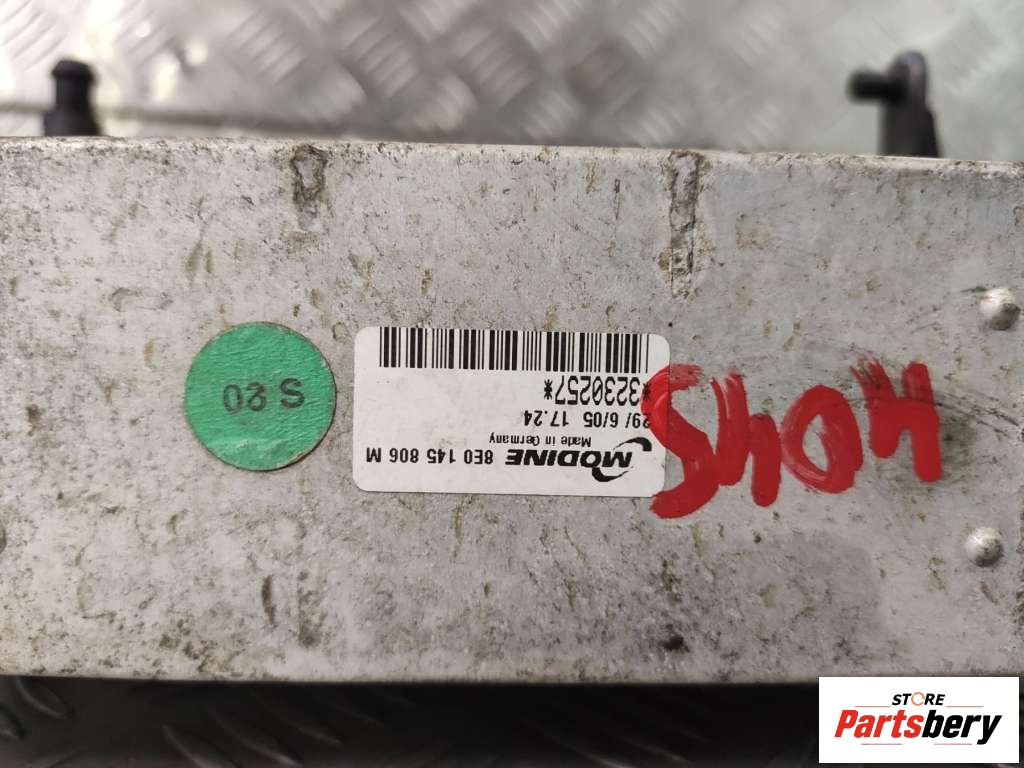 MODINE 8E0 145 806 M
Made in Germany
29/ 6/05 17.24
*3230257*
S 20
4045
STORE
Partsbery